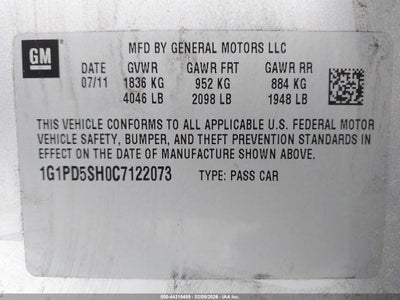 GM
MFD BY GENERAL MOTORS LLC
DATE GVWR GAWR FRT GAWR RR
07/11 1836 KG 952 KG 884 KG
4046 LB 2098 LB 1948 LB
THIS VEHICLE CONFORMS TO ALL APPLICABLE U.S. FEDERAL MOTOR
VEHICLE SAFETY, BUMPER, AND THEFT PREVENTION STANDARDS IN
EFFECT ON THE DATE OF MANUFACTURE SHOWN ABOVE.
1G1PD5SH0C7122073 TYPE: PASS CAR